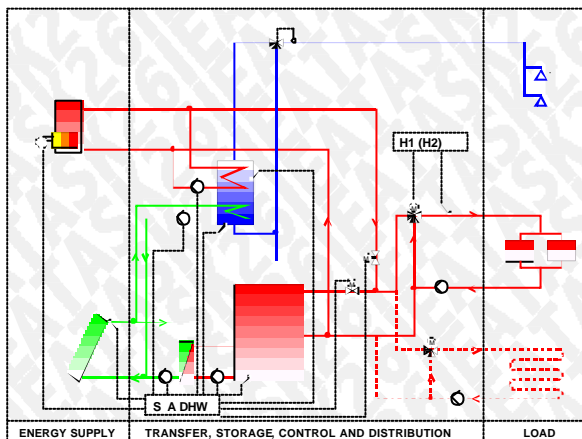 H1 (H2)
S A DHW
ENERGY SUPPLY
TRANSFER, STORAGE, CONTROL AND DISTRIBUTION
LOAD